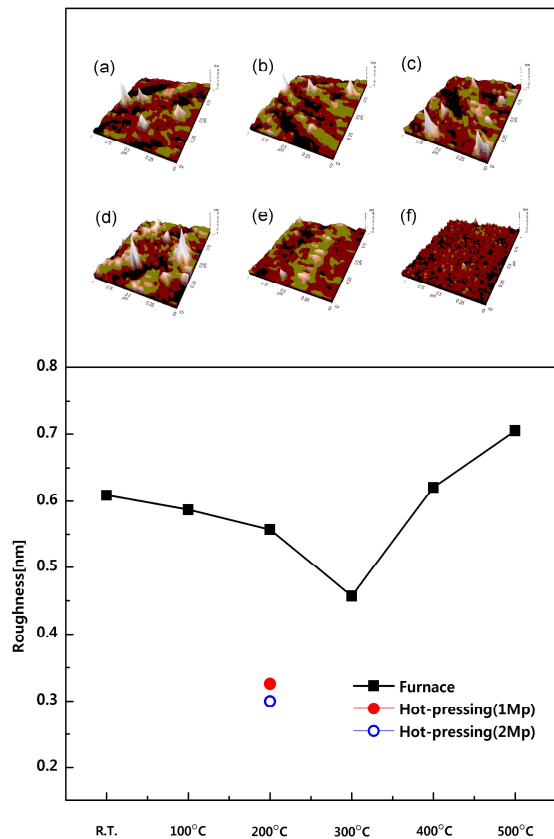 (a)
(b)
(c)
(d)
(e)
(f)
0.8
0.7
0.6
0.5
0.4
0.3
0.2
Roughness[nm]
Furnace
Hot-pressing(1Mp)
Hot-pressing(2Mp)
R.T. 100°C 200°C 300°C 400°C 500°C